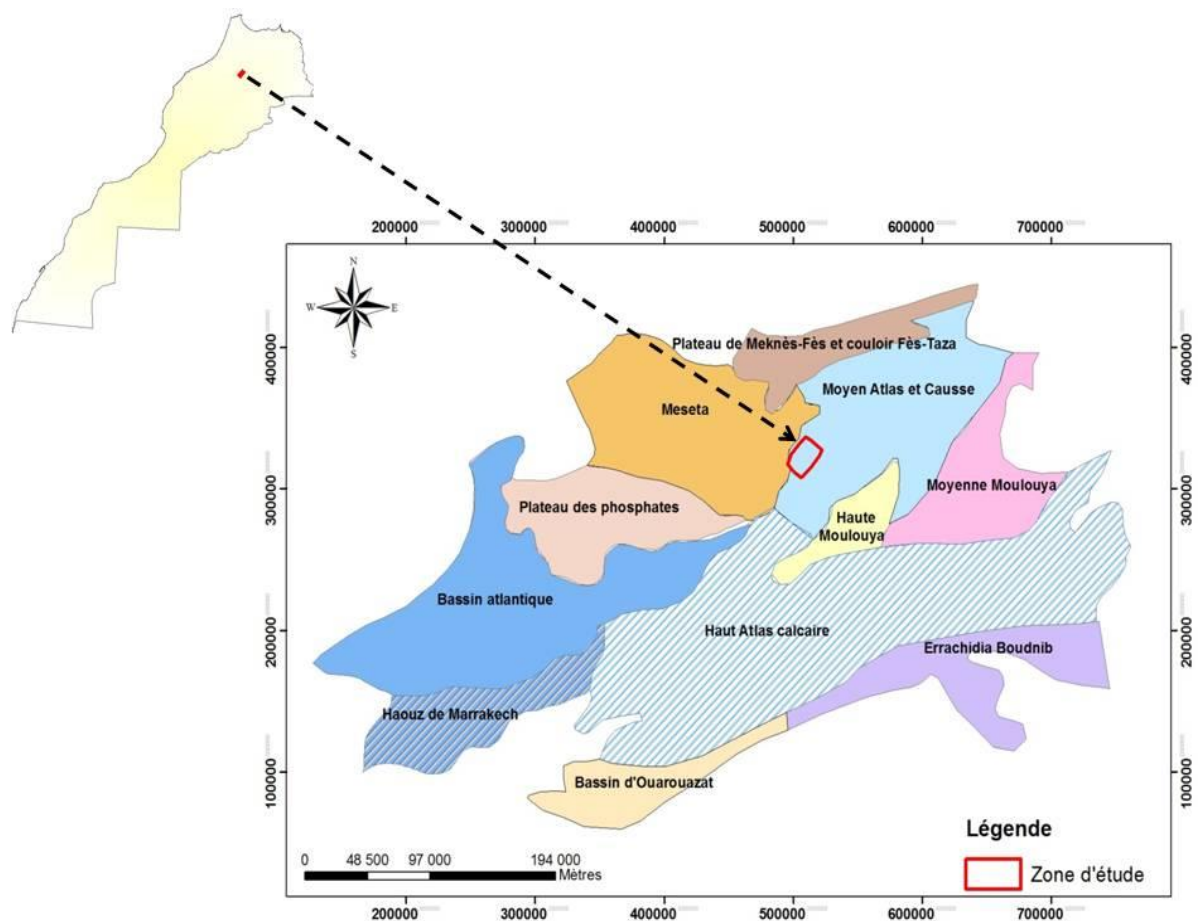 200000 300000 400000 500000 600000 700000
N
W E
S
400000 400000
Plateau de Meknès-Fès et couloir Fès-Taza
Moyen Atlas et Causse
Meseta
Moyenne Moulouya
300000 300000
Plateau des phosphates
Haute
Moulouya
Bassin atlantique
200000 200000
Haut Atlas calcaire
Errachidia Boudnib
Haouz de Marrakech
100000 100000
Bassin d'Ouarouazat
Légende
0 48 500 97 000 194 000
Mètres
Zone d'étude
200000 300000 400000 500000 600000 700000